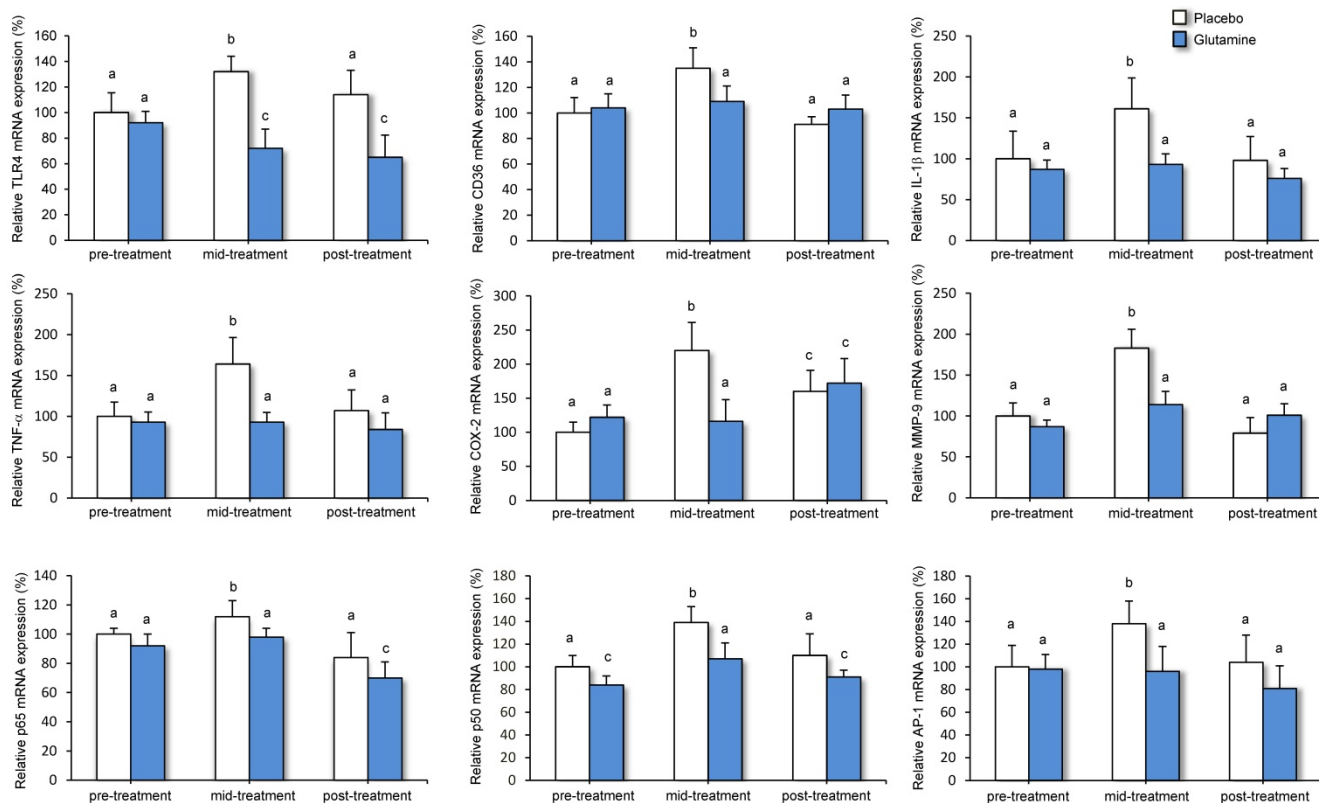 Placebo
Glutamine
Relative TLR4 mRNA expression (%)
160
140
120
100
80
60
40
20
0
a
a
b
c
a
c
pre-treatment mid-treatment post-treatment
Relative CD36 mRNA expression (%)
160
140
120
100
80
60
40
20
0
a
a
b
a
a
a
pre-treatment mid-treatment post-treatment
Relative IL-1β mRNA expression (%)
250
200
150
100
50
0
a
a
b
a
a
a
pre-treatment mid-treatment post-treatment
Relative TNF-α mRNA expression (%)
250
200
150
100
50
0
a
a
b
a
a
a
pre-treatment mid-treatment post-treatment
Relative COX-2 mRNA expression (%)
300
250
200
150
100
50
0
a
a
b
a
c
c
pre-treatment mid-treatment post-treatment
Relative MMP-9 mRNA expression (%)
250
200
150
100
50
0
a
a
b
a
a
a
pre-treatment mid-treatment post-treatment
Relative p65 mRNA expression (%)
140
120
100
80
60
40
20
0
a
a
b
a
a
c
pre-treatment mid-treatment post-treatment
Relative p50 mRNA expression (%)
180
160
140
120
100
80
60
40
20
0
a
c
b
a
a
c
pre-treatment mid-treatment post-treatment
Relative AP-1 mRNA expression (%)
180
160
140
120
100
80
60
40
20
0
a
a
b
a
a
a
pre-treatment mid-treatment post-treatment